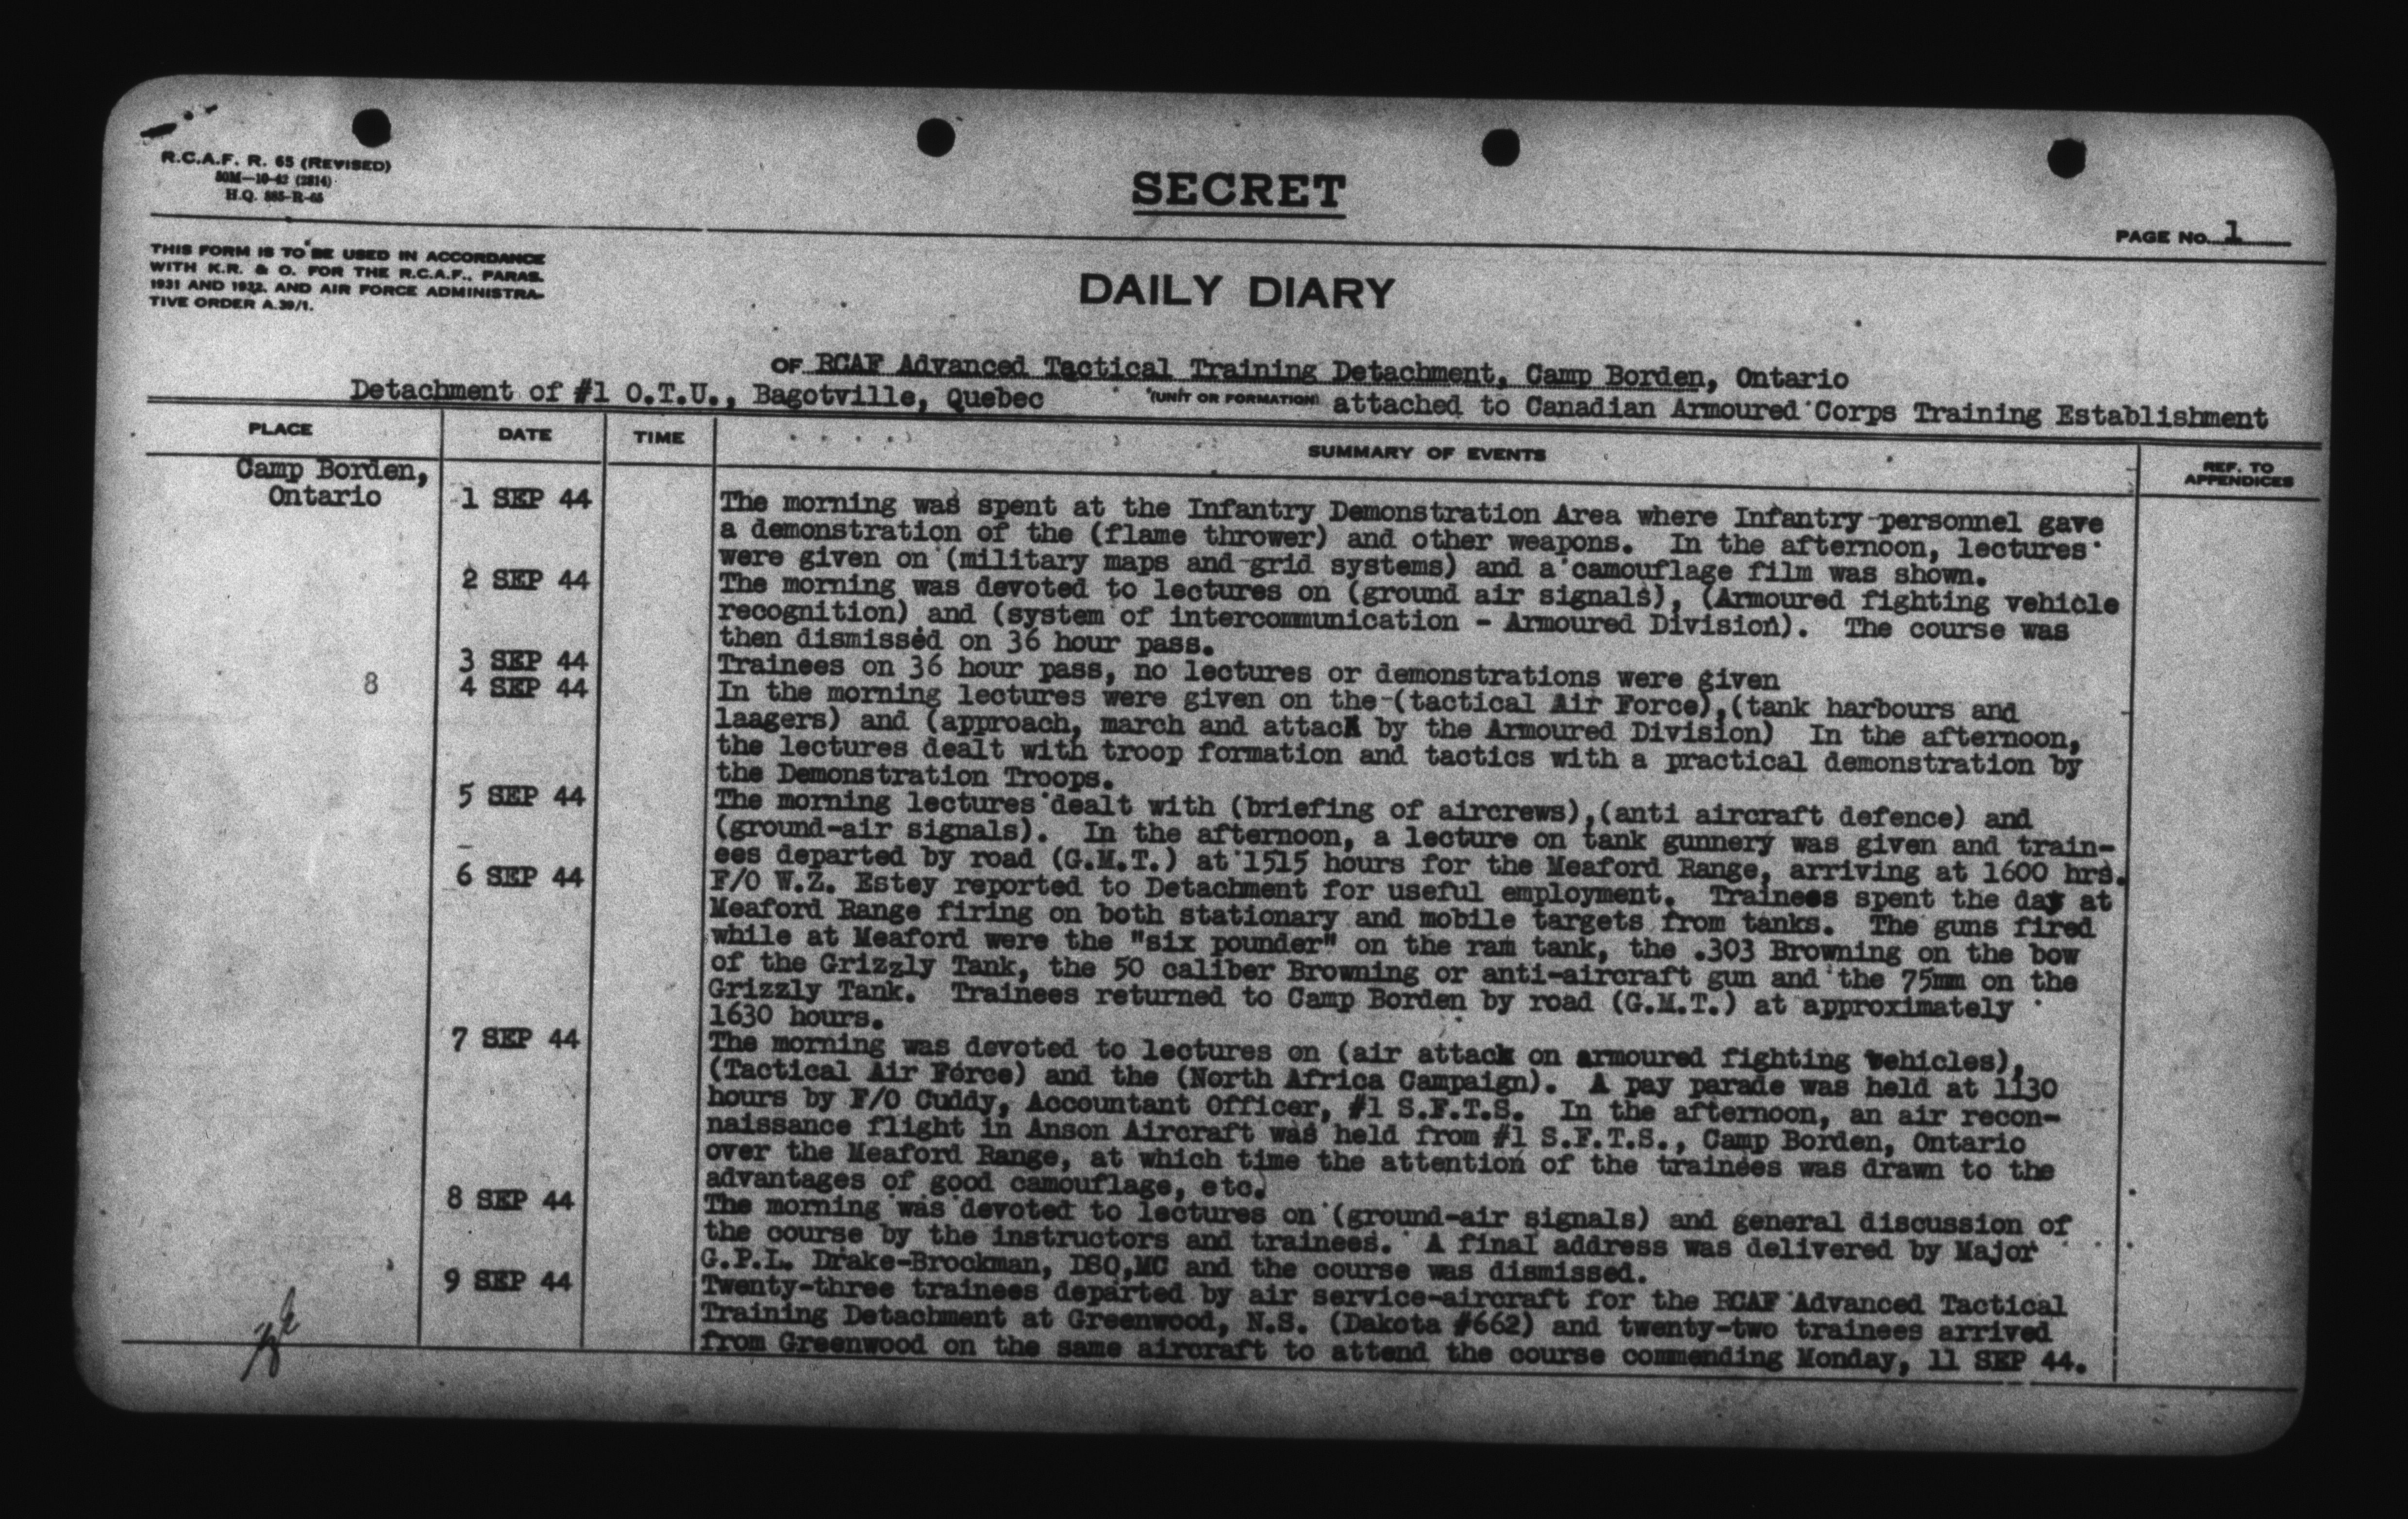 R.C.A.F. R. 65 (REVISED)
50M—10-42 (2814)
H.Q. 885-R-65
SECRET
PAGE No. 1
THIS FORM IS TO BE USED IN ACCORDANCE
WITH K.R. & O. FOR THE R.C.A.F., PARAS.
1931 AND 1932. AND AIR FORCE ADMINISTRA-
TIVE ORDER A.39/1.
DAILY DIARY
OF RCAF Advanced Tactical Training Detachment, Camp Borden, Ontario
Detachment of #1 O.T.U., Bagotville, Quebec (UNIT OR FORMATION) attached to Canadian Armoured Corps Training Establishment
PLACE DATE TIME SUMMARY OF EVENTS REF. TO APPENDICES
Camp Borden,
Ontario 1 SEP 44 The morning was spent at the Infantry Demonstration Area where Infantry personnel gave
a demonstration of the (flame thrower) and other weapons. In the afternoon, lectures
were given on (military maps and grid systems) and a camouflage film was shown.
2 SEP 44 The morning was devoted to lectures on (ground air signals), (Armoured fighting vehicle
recognition) and (system of intercommunication - Armoured Division). The course was
then dismissed on 36 hour pass.
3 SEP 44 Trainees on 36 hour pass, no lectures or demonstrations were given
8 4 SEP 44 In the morning lectures were given on the (tactical Air Force),(tank harbours and
laagers) and (approach, march and attack by the Armoured Division) In the afternoon,
the lectures dealt with troop formation and tactics with a practical demonstration by
the Demonstration Troops.
5 SEP 44 The morning lectures dealt with (briefing of aircrews),(anti aircraft defence) and
(ground-air signals). In the afternoon, a lecture on tank gunnery was given and train-
ees departed by road (G.M.T.) at 1515 hours for the Meaford Range, arriving at 1600 hrs.
6 SEP 44 F/O W.Z. Estey reported to Detachment for useful employment. Trainees spent the day at
Meaford Range firing on both stationary and mobile targets from tanks. The guns fired
while at Meaford were the "six pounder" on the ram tank, the .303 Browning on the bow
of the Grizzly Tank, the 50 caliber Browning or anti-aircraft gun and the 75mm on the
Grizzly Tank. Trainees returned to Camp Borden by road (G.M.T.) at approximately
1630 hours.
7 SEP 44 The morning was devoted to lectures on (air attack on armoured fighting vehicles),
(Tactical Air Force) and the (North Africa Campaign). A pay parade was held at 1130
hours by F/O Cuddy, Accountant Officer, #1 S.F.T.S. In the afternoon, an air recon-
naissance flight in Anson Aircraft was held from #1 S.F.T.S., Camp Borden, Ontario
over the Meaford Range, at which time the attention of the trainees was drawn to the
advantages of good camouflage, etc.
8 SEP 44 The morning was devoted to lectures on (ground-air signals) and general discussion of
the course by the instructors and trainees. A final address was delivered by Major
G.P.L. Drake-Brockman, DSO,MC and the course was dismissed.
9 SEP 44 Twenty-three trainees departed by air service-aircraft for the RCAF Advanced Tactical
Training Detachment at Greenwood, N.S. (Dakota #662) and twenty-two trainees arrived
from Greenwood on the same aircraft to attend the course commending Monday, 11 SEP 44.